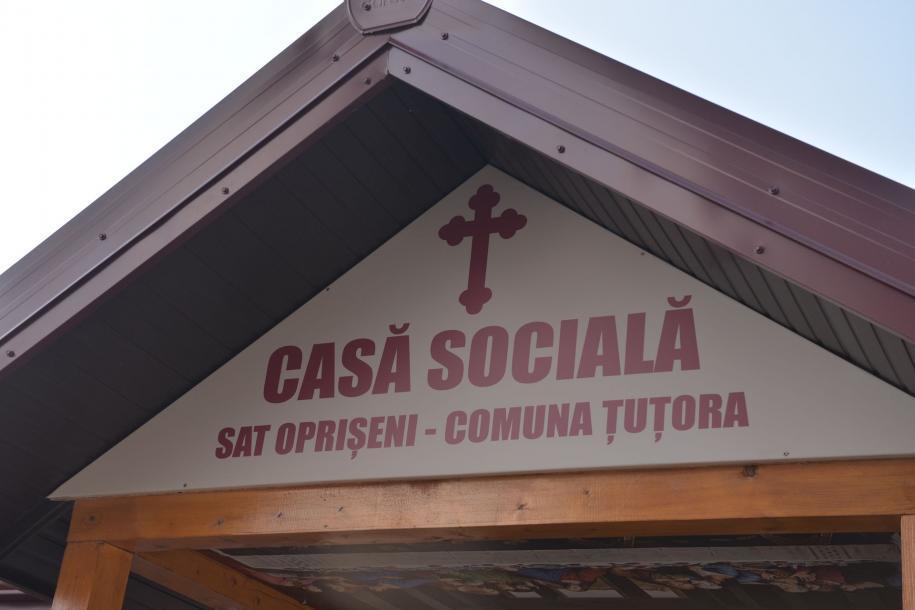 CASĂ SOCIALĂ
SAT OPRIȘENI - COMUNA ȚUȚORA